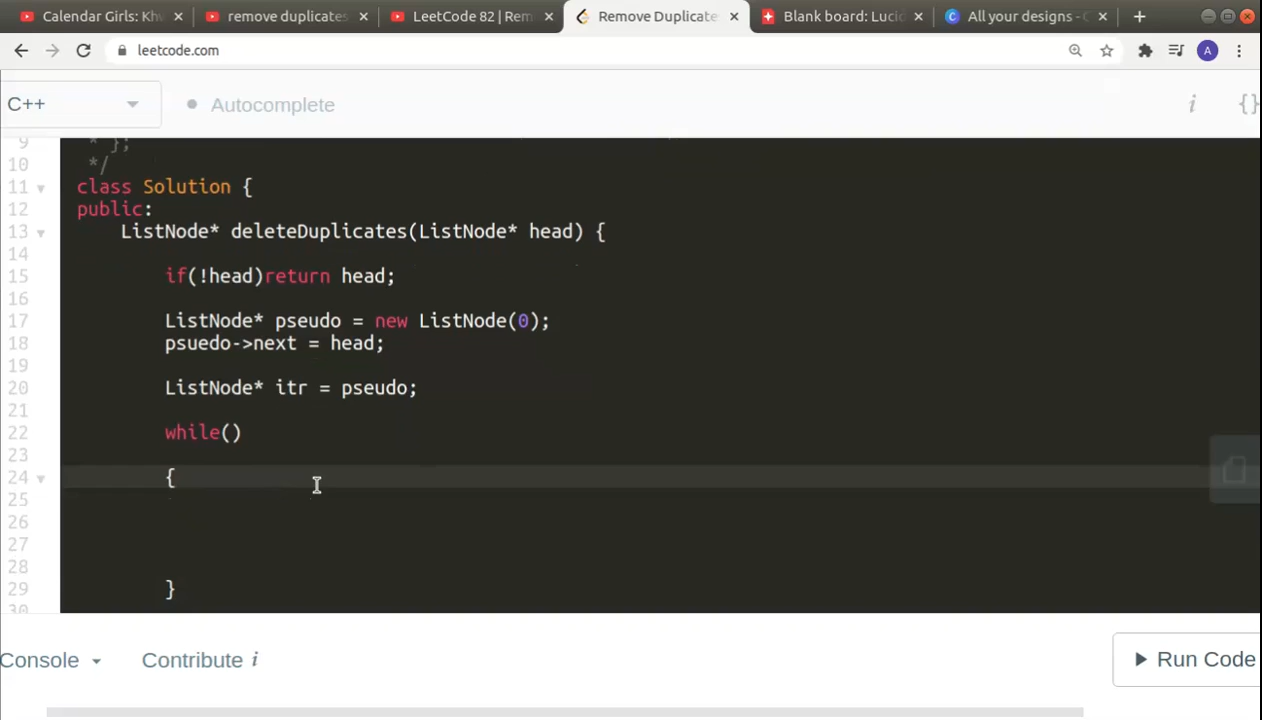 Calendar Girls: Kh
remove duplicates
LeetCode 82 | Rem
Remove Duplicate
Blank board: Lucid
All your designs - C
leetcode.com
A
C++
Autocomplete
i
{}
9 * };
10 */
11 class Solution {
12 public:
13 ListNode* deleteDuplicates(ListNode* head) {
14
15 if(!head)return head;
16
17 ListNode* pseudo = new ListNode(0);
18 psuedo->next = head;
19
20 ListNode* itr = pseudo;
21
22 while()
23
24 {
25
26
27
28
29 }
30
Console
Contribute i
Run Code